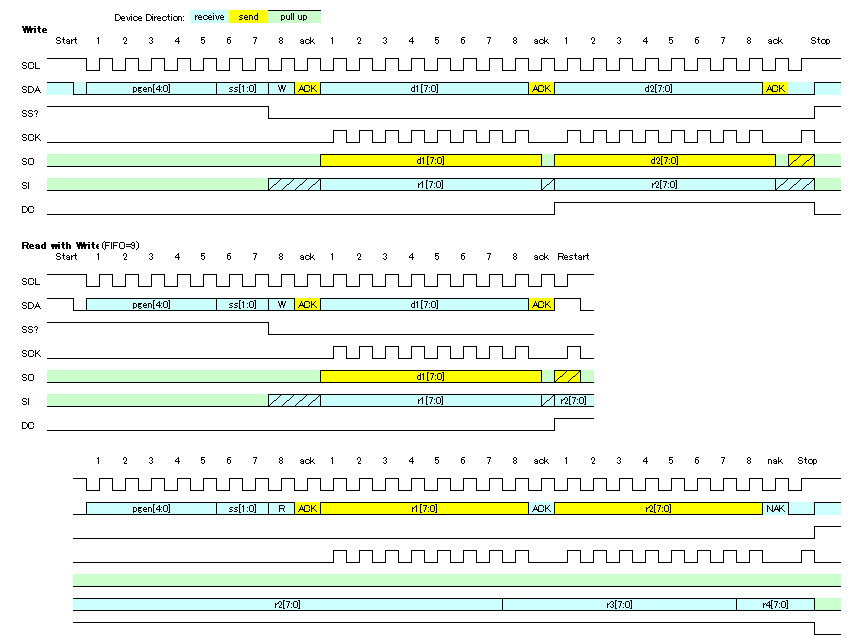 Device Direction: receive send pull up
Write
Start 1 2 3 4 5 6 7 8 ack 1 2 3 4 5 6 7 8 ack 1 2 3 4 5 6 7 8 ack Stop
SCL
SDA pgen[4:0] ss[1:0] W ACK d1[7:0] ACK d2[7:0] ACK
SS?
SCK
SO d1[7:0] d2[7:0]
SI r1[7:0] r2[7:0]
DC
Read with Write(FIFO=9)
Start 1 2 3 4 5 6 7 8 ack 1 2 3 4 5 6 7 8 ack Restart
SCL
SDA pgen[4:0] ss[1:0] W ACK d1[7:0] ACK
SS?
SCK
SO d1[7:0]
SI r1[7:0] r2[7:0]
DC
1 2 3 4 5 6 7 8 ack 1 2 3 4 5 6 7 8 ack 1 2 3 4 5 6 7 8 nak Stop
pgen[4:0] ss[1:0] R ACK r1[7:0] ACK r2[7:0] NAK
r2[7:0] r3[7:0] r4[7:0]